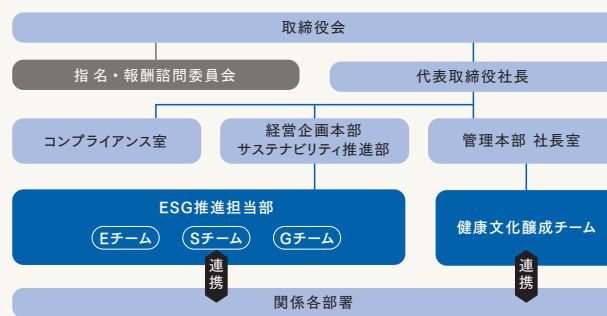 取締役会
指名・報酬諮問委員会
代表取締役社長
コンプライアンス室
経営企画本部
サステナビリティ推進部
管理本部 社長室
ESG推進担当部
Eチーム
Sチーム
Gチーム
健康文化醸成チーム
連携
連携
関係各部署